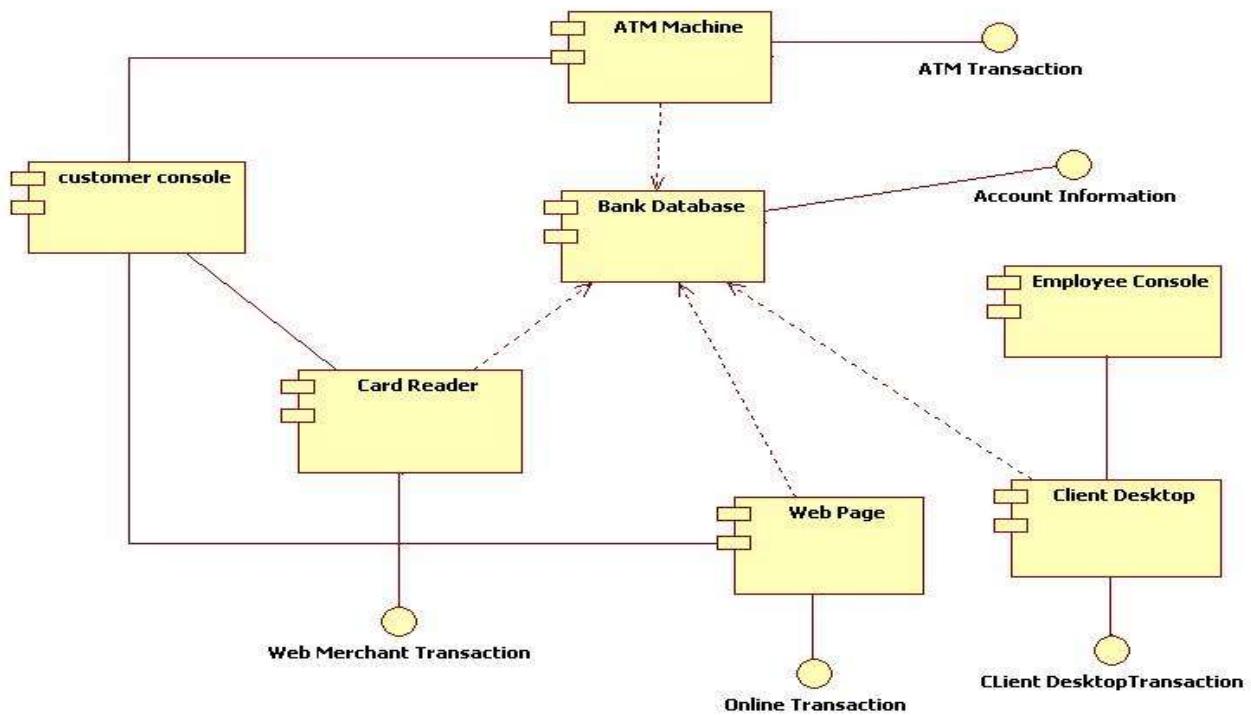 ATM Machine
ATM Transaction
customer console
Bank Database
Account Information
Employee Console
Card Reader
Web Page
Client Desktop
Web Merchant Transaction
Online Transaction
CLient DesktopTransaction